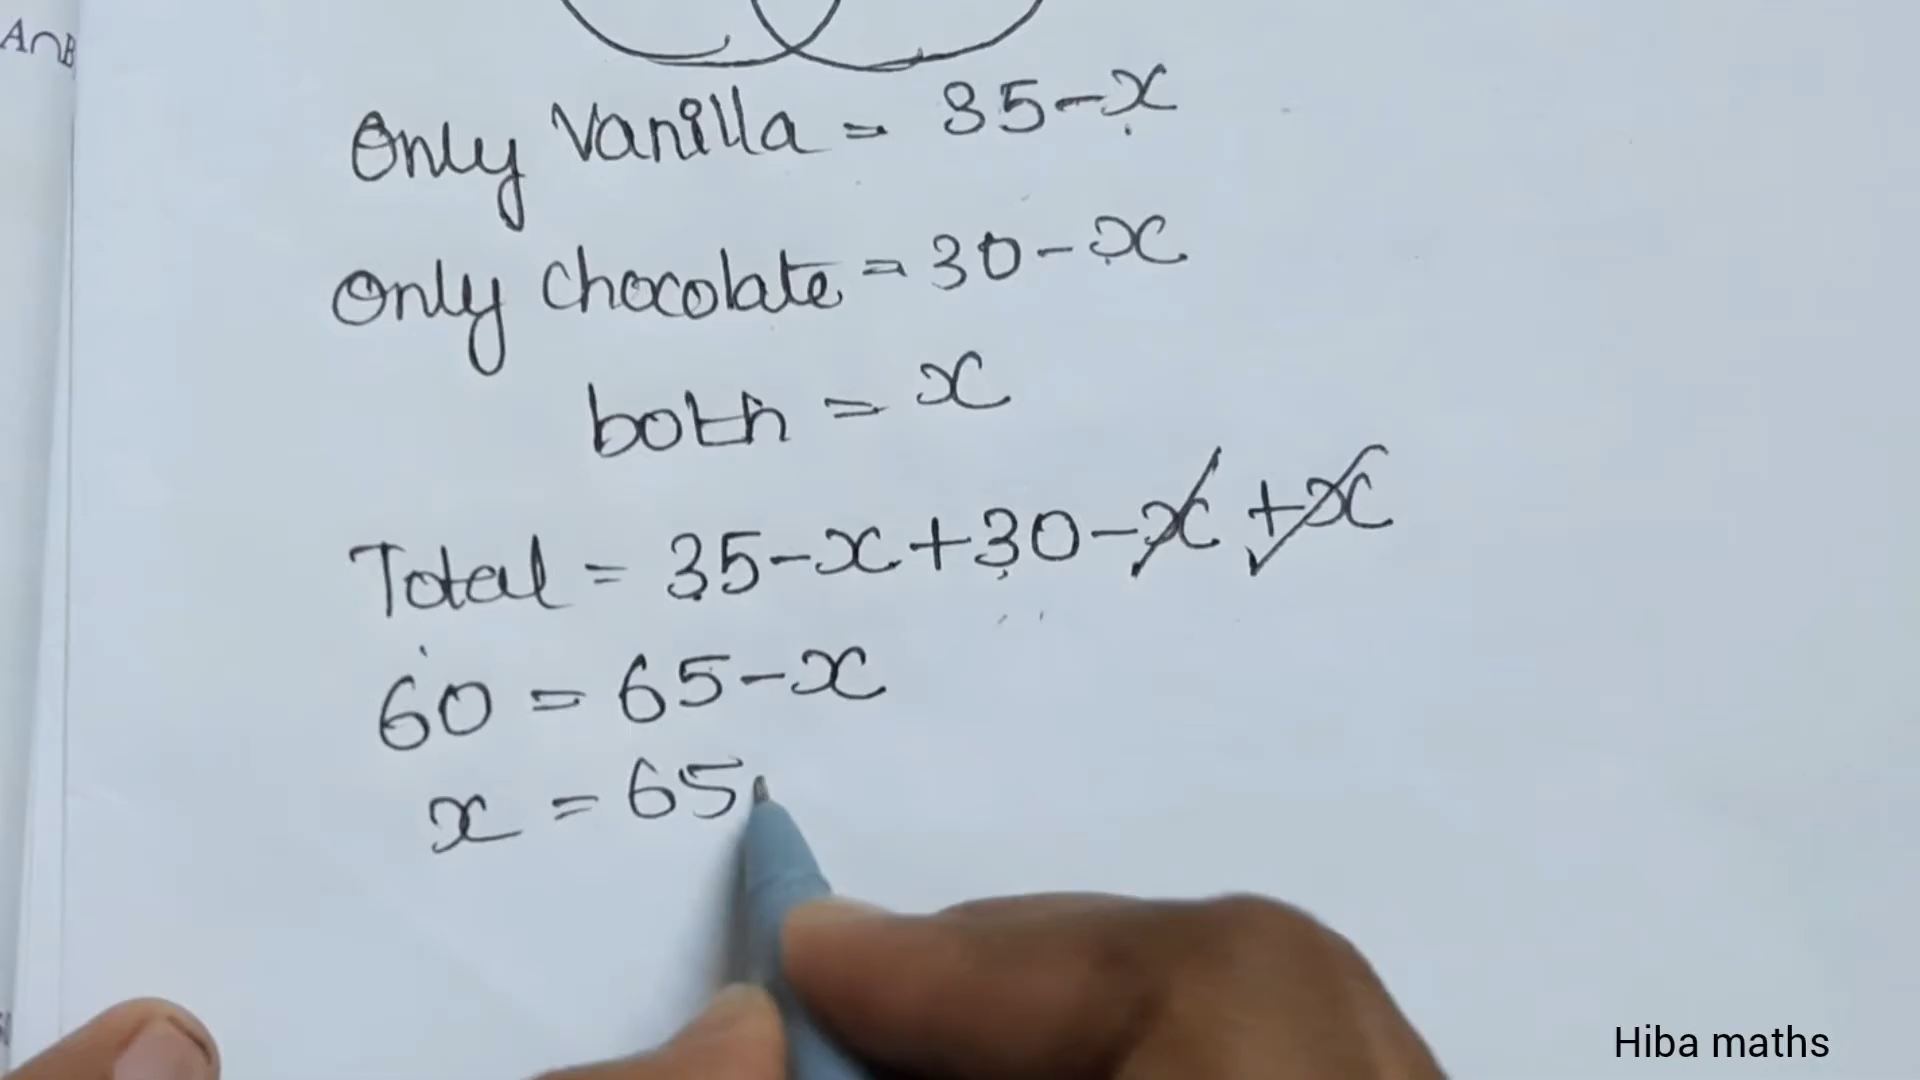 A∩B
Only Vanilla = 35-x
Only chocolate = 30-x
both = x
Total = 35-x+30-x+x
60 = 65-x
x = 65
Hiba maths